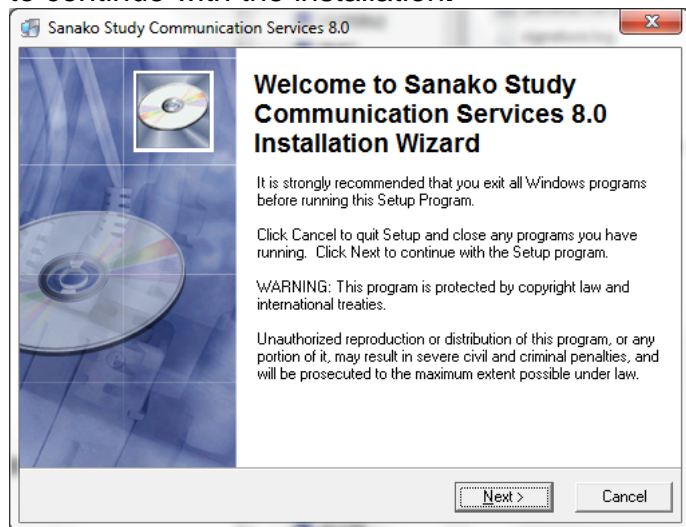 to continue with the installation.
Sanako Study Communication Services 8.0
Welcome to Sanako Study
Communication Services 8.0
Installation Wizard
It is strongly recommended that you exit all Windows programs
before running this Setup Program.
Click Cancel to quit Setup and close any programs you have
running. Click Next to continue with the Setup program.
WARNING: This program is protected by copyright law and
international treaties.
Unauthorized reproduction or distribution of this program, or any
portion of it, may result in severe civil and criminal penalties, and
will be prosecuted to the maximum extent possible under law.
Next > Cancel